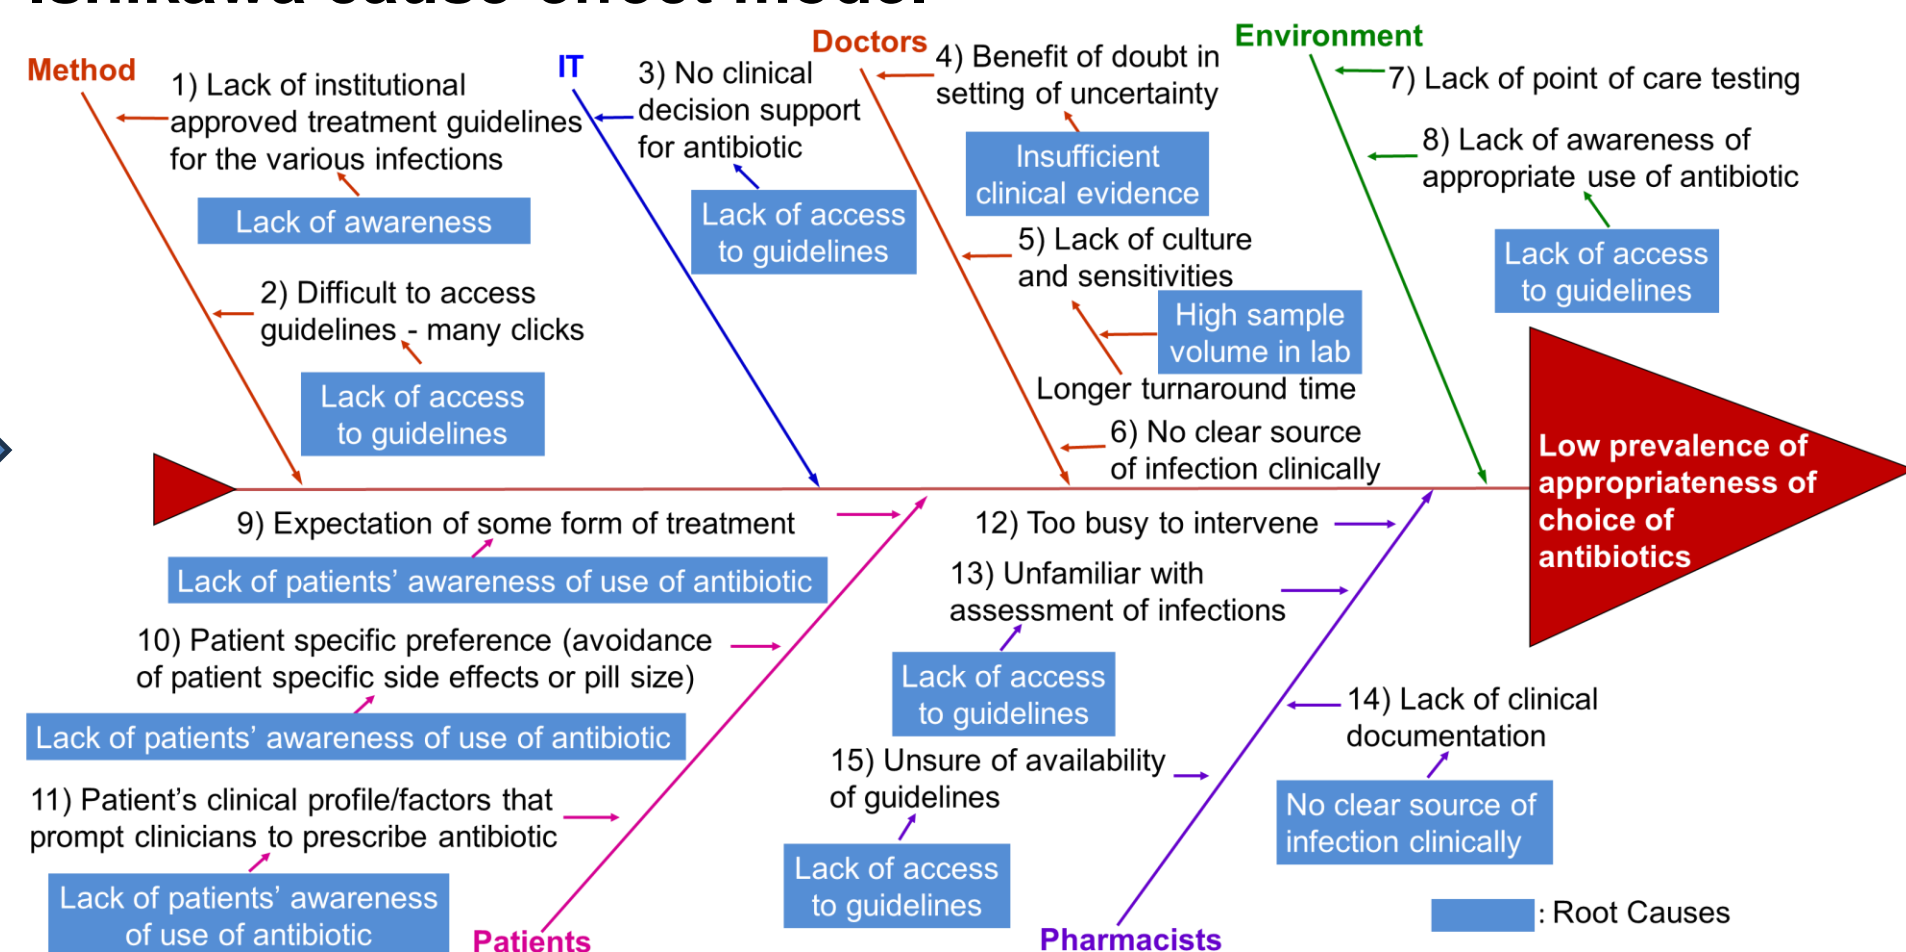 Ishikawa cause effect model
Method
1) Lack of institutional
approved treatment guidelines
for the various infections
Lack of awareness
2) Difficult to access
guidelines - many clicks
Lack of access
to guidelines
IT
3) No clinical
decision support
for antibiotic
Lack of access
to guidelines
Doctors
4) Benefit of doubt in
setting of uncertainty
Insufficient
clinical evidence
5) Lack of culture
and sensitivities
High sample
volume in lab
Longer turnaround time
6) No clear source
of infection clinically
Environment
7) Lack of point of care testing
8) Lack of awareness of
appropriate use of antibiotic
Lack of access
to guidelines
Low prevalence of
appropriateness of
choice of
antibiotics
9) Expectation of some form of treatment
Lack of patients’ awareness of use of antibiotic
10) Patient specific preference (avoidance
of patient specific side effects or pill size)
Lack of patients’ awareness of use of antibiotic
11) Patient’s clinical profile/factors that
prompt clinicians to prescribe antibiotic
Lack of patients’ awareness
of use of antibiotic
Patients
12) Too busy to intervene
13) Unfamiliar with
assessment of infections
Lack of access
to guidelines
14) Lack of clinical
documentation
No clear source of
infection clinically
15) Unsure of availability
of guidelines
Lack of access
to guidelines
Pharmacists
: Root Causes